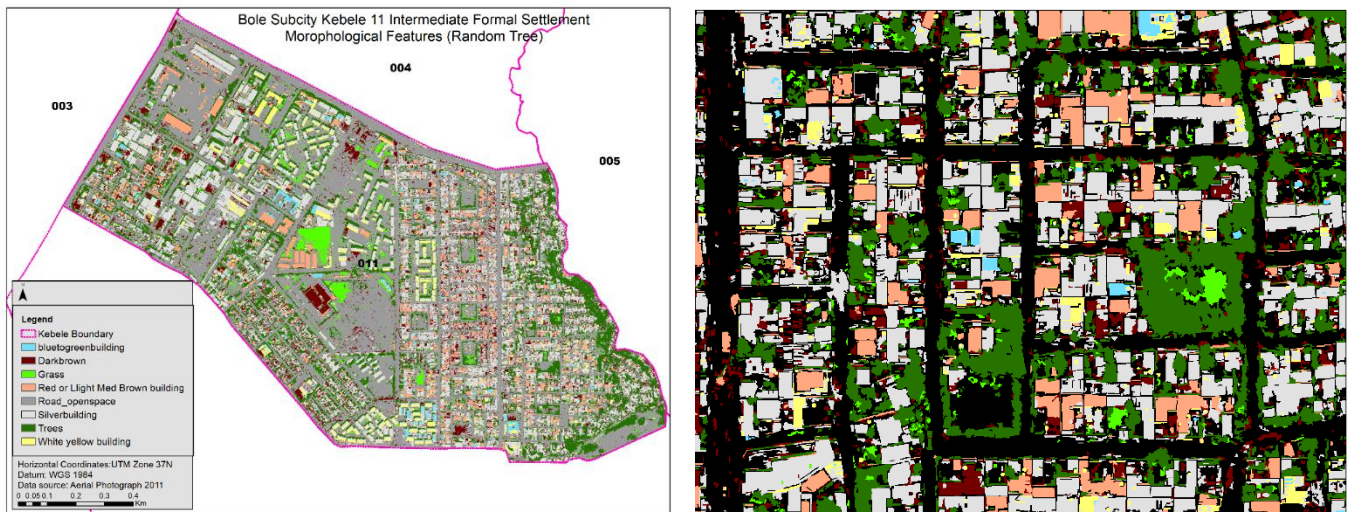 Bole Subcity Kebele 11 Intermediate Formal Settlement
Morophological Features (Random Tree)
004
003
005
011
Legend
Kebele Boundary
bluetogreenbuilding
Darkbrown
Grass
Red or Llight Med Brown building
Road_openspace
Silverbuilding
Trees
White yellow building
Horizontal Coordinates:UTM Zone 37N
Datum: WGS 1984
Data source: Aerial Photograph 2011
0 0.05 0.1 0.2 0.3 0.4
Km